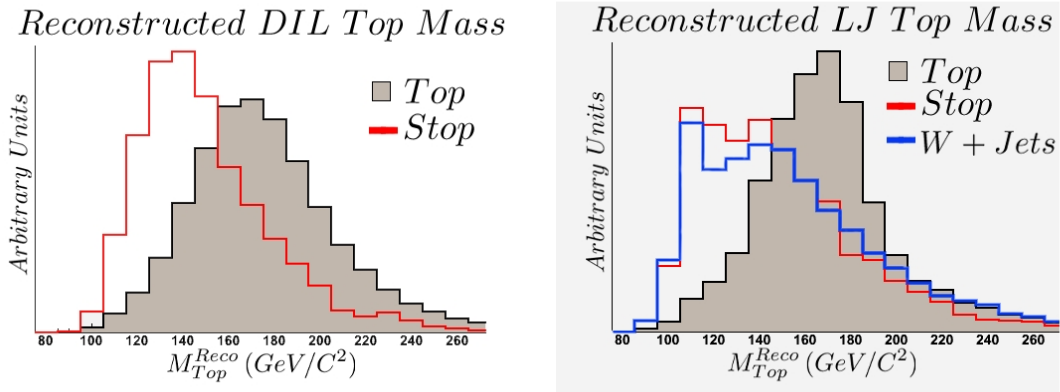 Reconstructed DIL Top Mass
Arbitrary Units
Top
Stop
80 100 120 140 160 180 200 220 240 260
M_{Top}^{Reco} (GeV/C^2)
Reconstructed LJ Top Mass
Arbitrary Units
Top
Stop
W + Jets
80 100 120 140 160 180 200 220 240 260
M_{Top}^{Reco} (GeV/C^2)